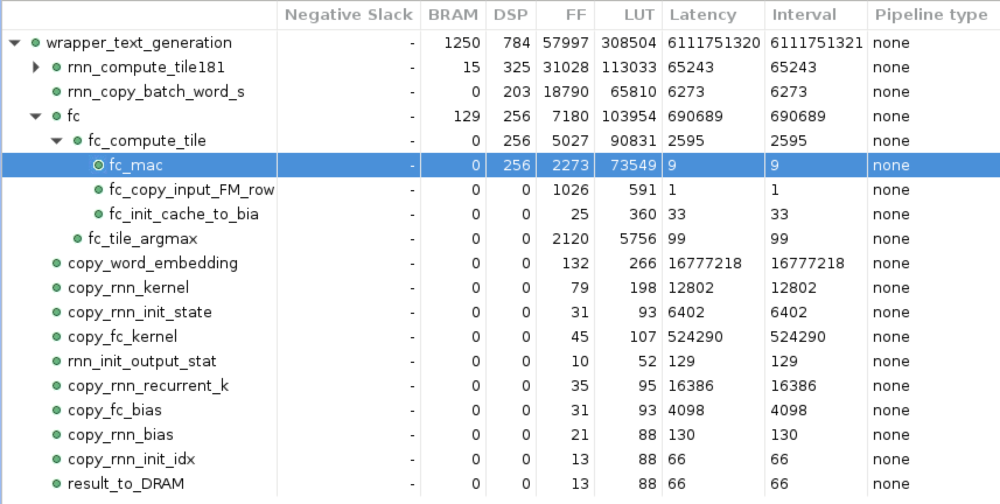 Negative Slack BRAM DSP FF LUT Latency Interval Pipeline type
wrapper_text_generation - 1250 784 57997 308504 6111751320 6111751321 none
rnn_compute_tile181 - 15 325 31028 113033 65243 65243 none
rnn_copy_batch_word_s - 0 203 18790 65810 6273 6273 none
fc - 129 256 7180 103954 690689 690689 none
fc_compute_tile - 0 256 5027 90831 2595 2595 none
fc_mac - 0 256 2273 73549 9 9 none
fc_copy_input_FM_row - 0 0 1026 591 1 1 none
fc_init_cache_to_bia - 0 0 25 360 33 33 none
fc_tile_argmax - 0 0 2120 5756 99 99 none
copy_word_embedding - 0 0 132 266 16777218 16777218 none
copy_rnn_kernel - 0 0 79 198 12802 12802 none
copy_rnn_init_state - 0 0 31 93 6402 6402 none
copy_fc_kernel - 0 0 45 107 524290 524290 none
rnn_init_output_stat - 0 0 10 52 129 129 none
copy_rnn_recurrent_k - 0 0 35 95 16386 16386 none
copy_fc_bias - 0 0 31 93 4098 4098 none
copy_rnn_bias - 0 0 21 88 130 130 none
copy_rnn_init_idx - 0 0 13 88 66 66 none
result_to_DRAM - 0 0 13 88 66 66 none